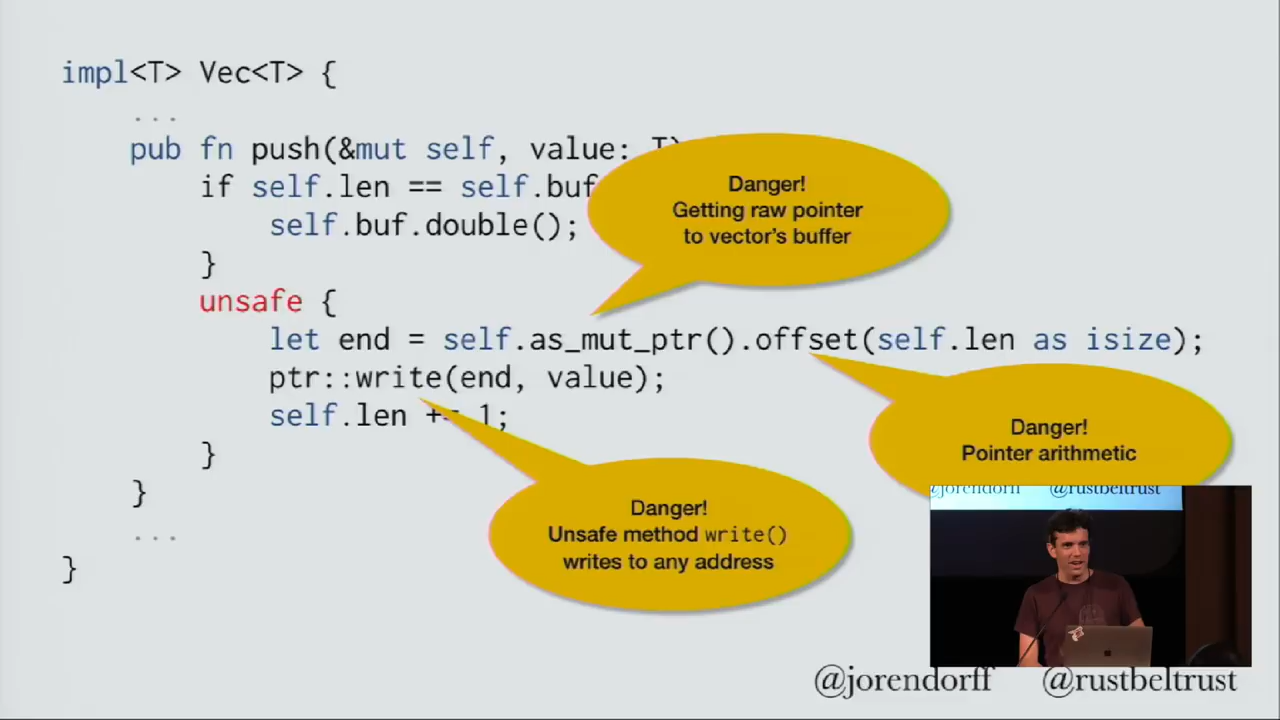 impl<T> Vec<T> {
...
pub fn push(&mut self, value: T)
if self.len == self.buf
self.buf.double();
}
unsafe {
let end = self.as_mut_ptr().offset(self.len as isize);
ptr::write(end, value);
self.len += 1;
}
}
...
}
Danger!
Getting raw pointer
to vector's buffer
Danger!
Pointer arithmetic
Danger!
Unsafe method write()
writes to any address
@jorendorff @rustbeltrust
@jorendorff @rustbeltrust